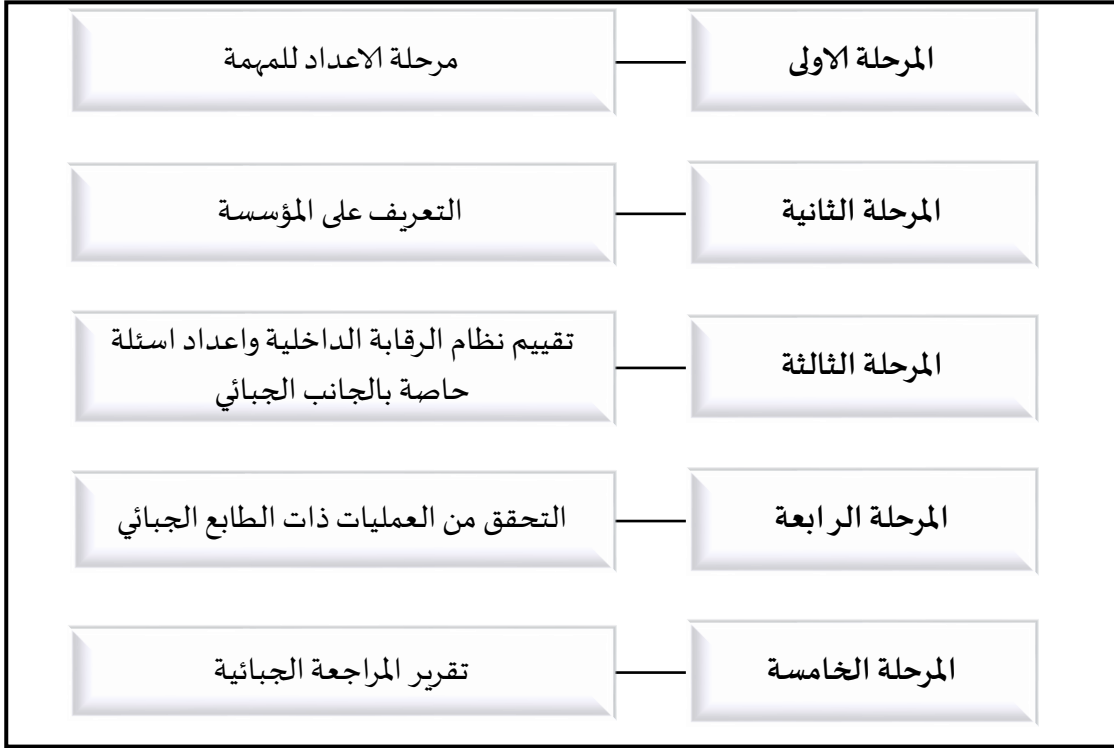 المرحلة الاولى
مرحلة الاعداد للمهمة
المرحلة الثانية
التعريف على المؤسسة
المرحلة الثالثة
تقييم نظام الرقابة الداخلية واعداد اسئلة
حاصة بالجانب الجبائي
المرحلة الرابعة
التحقق من العمليات ذات الطابع الجبائي
المرحلة الخامسة
تقرير المراجعة الجبائية